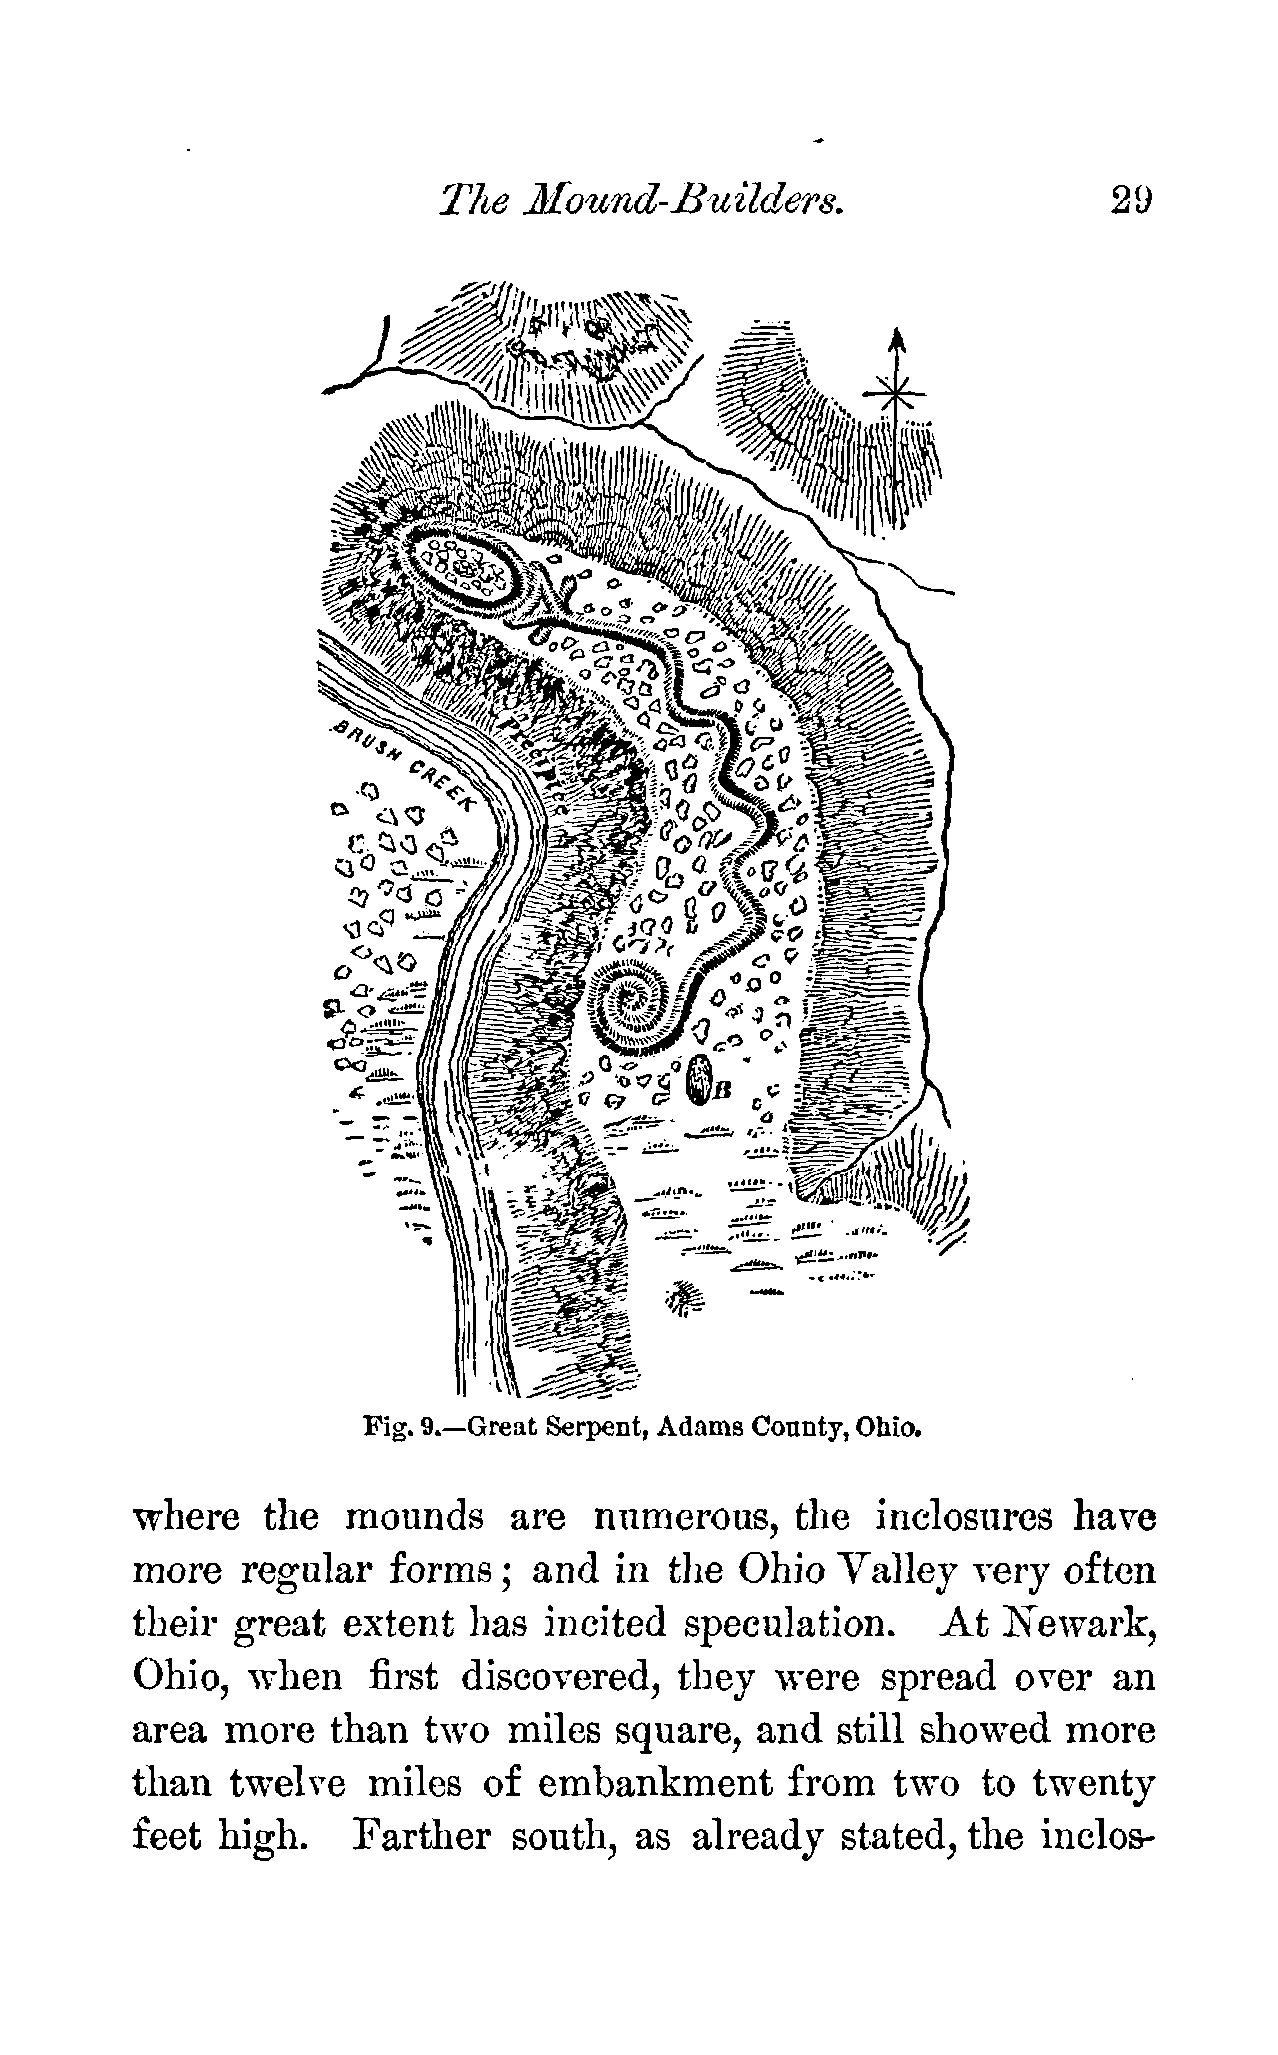 The Mound-Builders. 29
BRUSH CREEK
Precipice
B
Fig. 9.—Great Serpent, Adams County, Ohio.
where the mounds are numerous, the inclosures have
more regular forms; and in the Ohio Valley very often
their great extent has incited speculation. At Newark,
Ohio, when first discovered, they were spread over an
area more than two miles square, and still showed more
than twelve miles of embankment from two to twenty
feet high. Farther south, as already stated, the inclos-